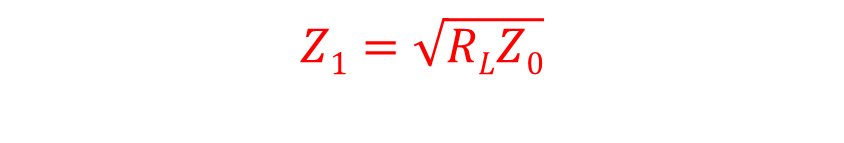 Z₁ = √(R_L Z₀)